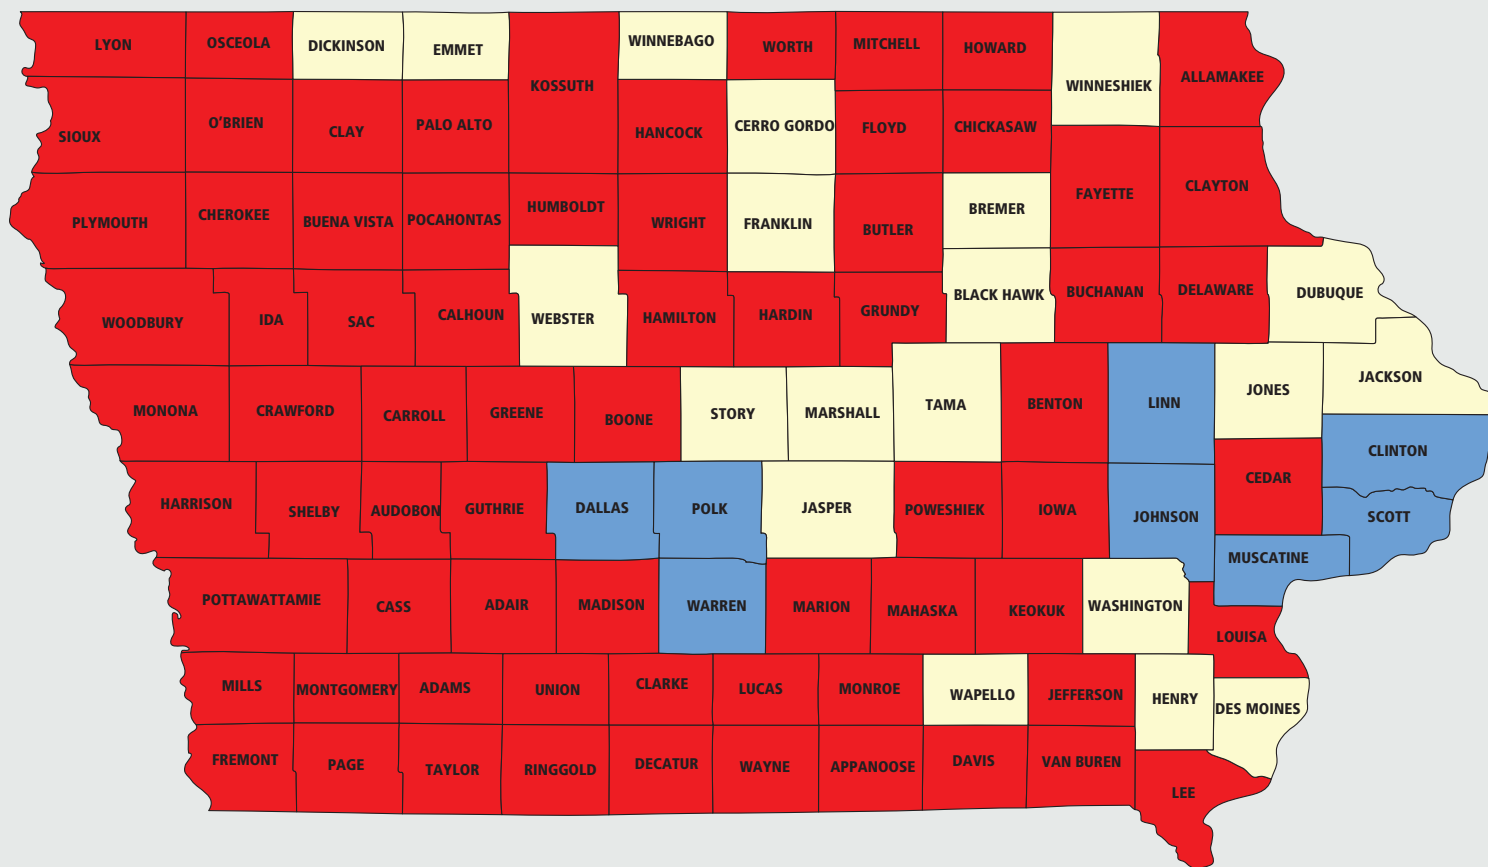 LYON
OSCEOLA
DICKINSON
EMMET
KOSSUTH
WINNEBAGO
WORTH
MITCHELL
HOWARD
WINNESHIEK
ALLAMAKEE
SIOUX
O'BRIEN
CLAY
PALO ALTO
HANCOCK
CERRO GORDO
FLOYD
CHICKASAW
FAYETTE
CLAYTON
PLYMOUTH
CHEROKEE
BUENA VISTA
POCAHONTAS
HUMBOLDT
WRIGHT
FRANKLIN
BUTLER
BREMER
WOODBURY
IDA
SAC
CALHOUN
WEBSTER
HAMILTON
HARDIN
GRUNDY
BLACK HAWK
BUCHANAN
DELAWARE
DUBUQUE
MONONA
CRAWFORD
CARROLL
GREENE
BOONE
STORY
MARSHALL
TAMA
BENTON
LINN
JONES
JACKSON
CLINTON
HARRISON
SHELBY
AUDOBON
GUTHRIE
DALLAS
POLK
JASPER
POWESHIEK
IOWA
JOHNSON
CEDAR
SCOTT
MUSCATINE
POTTAWATTAMIE
CASS
ADAIR
MADISON
WARREN
MARION
MAHASKA
KEOKUK
WASHINGTON
LOUISA
MILLS
MONTGOMERY
ADAMS
UNION
CLARKE
LUCAS
MONROE
WAPELLO
JEFFERSON
HENRY
DES MOINES
FREMONT
PAGE
TAYLOR
RINGGOLD
DECATUR
WAYNE
APPANOOSE
DAVIS
VAN BUREN
LEE